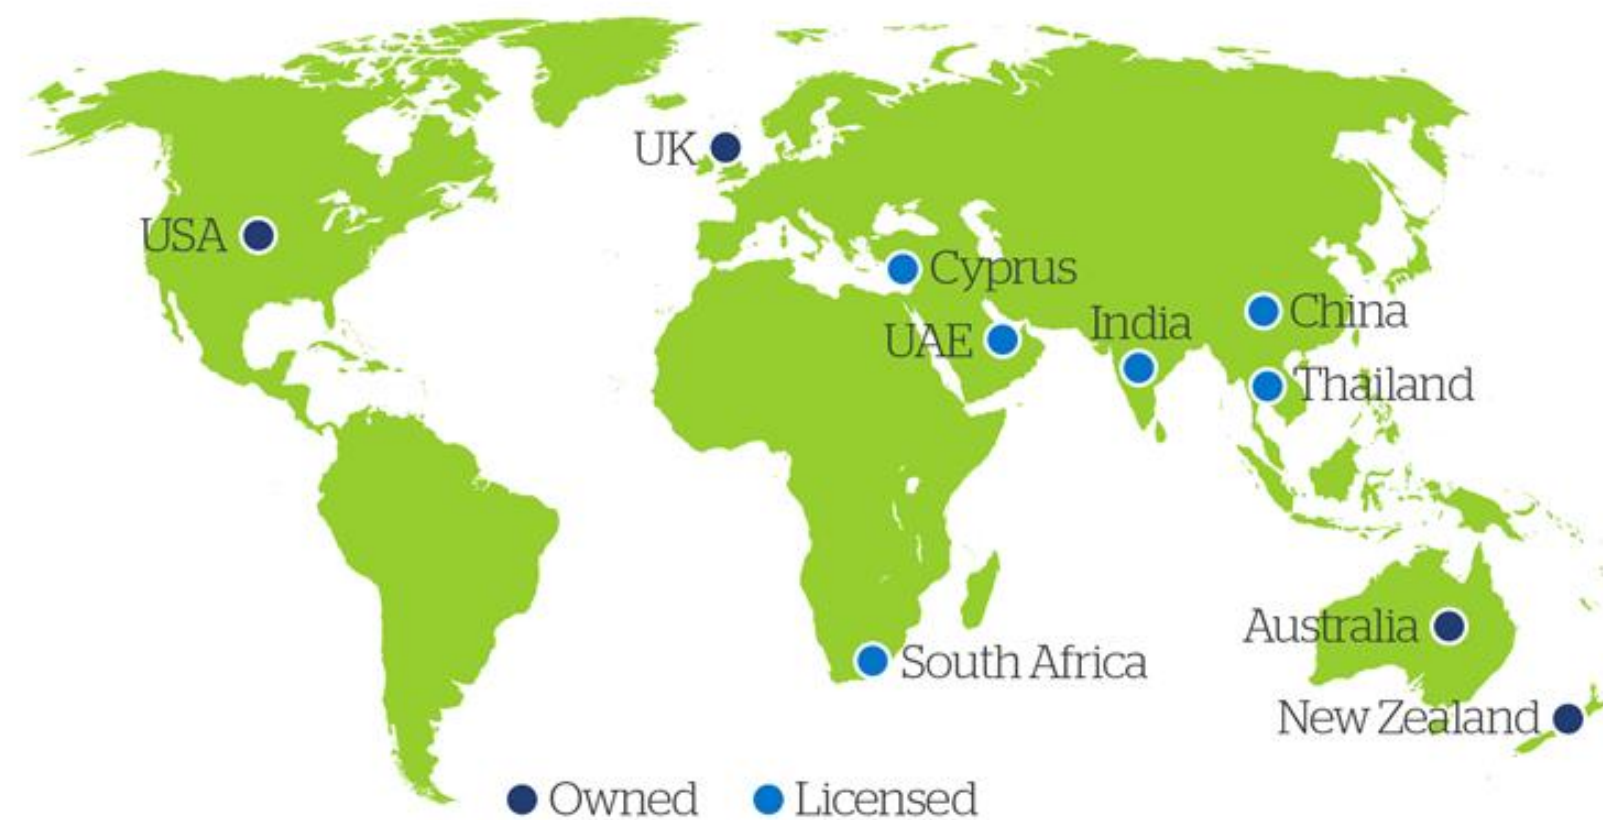 UK
USA
Cyprus
India
China
UAE
Thailand
Australia
South Africa
New Zealand
Owned
Licensed